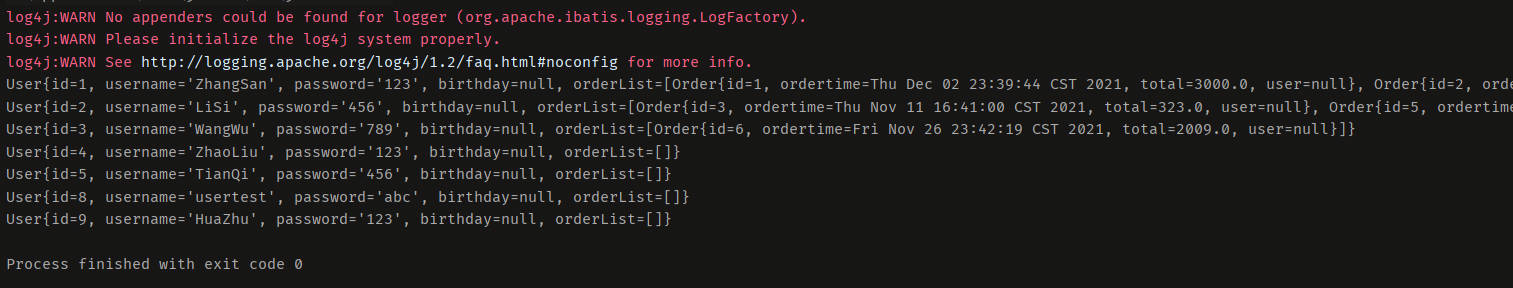 log4j:WARN No appenders could be found for logger (org.apache.ibatis.logging.LogFactory).
log4j:WARN Please initialize the log4j system properly.
log4j:WARN See http://logging.apache.org/log4j/1.2/faq.html#noconfig for more info.
User{id=1, username='ZhangSan', password='123', birthday=null, orderList=[Order{id=1, ordertime=Thu Dec 02 23:39:44 CST 2021, total=3000.0, user=null}, Order{id=2, orde
User{id=2, username='LiSi', password='456', birthday=null, orderList=[Order{id=3, ordertime=Thu Nov 11 16:41:00 CST 2021, total=323.0, user=null}, Order{id=5, ordertime
User{id=3, username='WangWu', password='789', birthday=null, orderList=[Order{id=6, ordertime=Fri Nov 26 23:42:19 CST 2021, total=2009.0, user=null}]}
User{id=4, username='ZhaoLiu', password='123', birthday=null, orderList=[]}
User{id=5, username='TianQi', password='456', birthday=null, orderList=[]}
User{id=8, username='usertest', password='abc', birthday=null, orderList=[]}
User{id=9, username='HuaZhu', password='123', birthday=null, orderList=[]}
Process finished with exit code 0